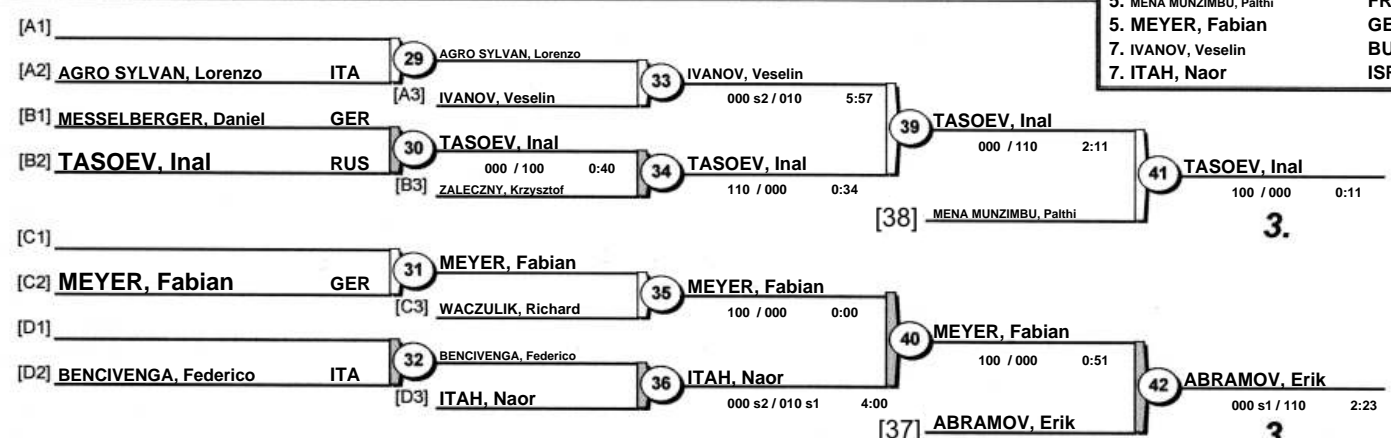 5. MENA MUNZIMBU, Palthi FR
5. MEYER, Fabian GE
7. IVANOV, Veselin BU
7. ITAH, Naor ISR
[A1]
[A2] AGRO SYLVAN, Lorenzo ITA
29
AGRO SYLVAN, Lorenzo
[A3] IVANOV, Veselin
33
IVANOV, Veselin
000 s2 / 010 5:57
[B1] MESSELBERGER, Daniel GER
[B2] TASOEV, Inal RUS
30
TASOEV, Inal
000 / 100 0:40
[B3] ZALECZNY, Krzysztof
34
TASOEV, Inal
110 / 000 0:34
39
TASOEV, Inal
000 / 110 2:11
[38] MENA MUNZIMBU, Palthi
41
TASOEV, Inal
100 / 000 0:11
3.
[C1]
[C2] MEYER, Fabian GER
31
MEYER, Fabian
[C3] WACZULIK, Richard
35
MEYER, Fabian
100 / 000 0:00
[D1]
[D2] BENCIVENGA, Federico ITA
32
BENCIVENGA, Federico
[D3] ITAH, Naor
36
ITAH, Naor
000 s2 / 010 s1 4:00
40
MEYER, Fabian
100 / 000 0:51
[37] ABRAMOV, Erik
42
ABRAMOV, Erik
000 s1 / 110 2:23
3